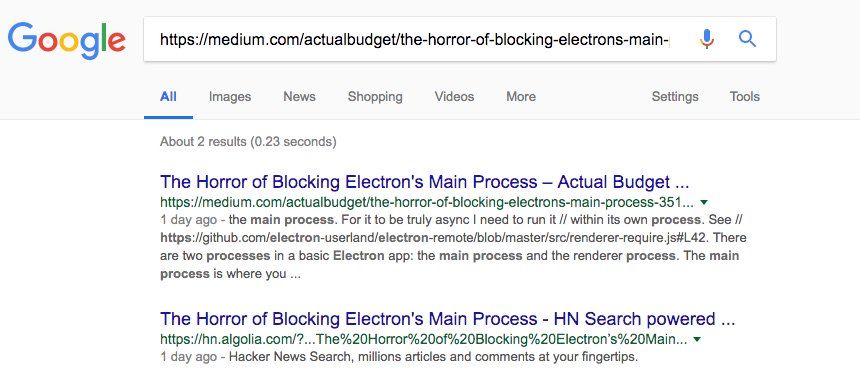 Google
https://medium.com/actualbudget/the-horror-of-blocking-electrons-main-
All Images News Shopping Videos More Settings Tools
About 2 results (0.23 seconds)
The Horror of Blocking Electron's Main Process – Actual Budget ...
https://medium.com/actualbudget/the-horror-of-blocking-electrons-main-process-351...
1 day ago - the main process. For it to be truly async I need to run it // within its own process. See //
https://github.com/electron-userland/electron-remote/blob/master/src/renderer-require.js#L42. There
are two processes in a basic Electron app: the main process and the renderer process. The main
process is where you ...
The Horror of Blocking Electron's Main Process - HN Search powered ...
https://hn.algolia.com/?...The%20Horror%20of%20Blocking%20Electron’s%20Main...
1 day ago - Hacker News Search, millions articles and comments at your fingertips.